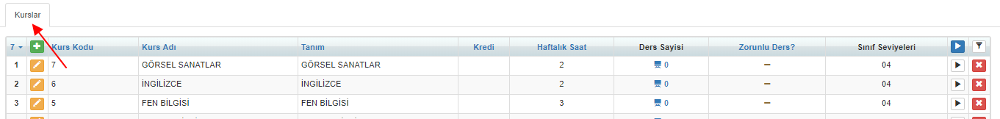 Kurslar
7 Kurs Kodu Kurs Adı Tanım Kredi Haftalık Saat Ders Sayisi Zorunlu Ders? Sınıf Seviyeleri
1 7 GÖRSEL SANATLAR GÖRSEL SANATLAR 2 0 – 04
2 6 İNGİLİZCE İNGİLİZCE 2 0 – 04
3 5 FEN BİLGİSİ FEN BİLGİSİ 3 0 – 04